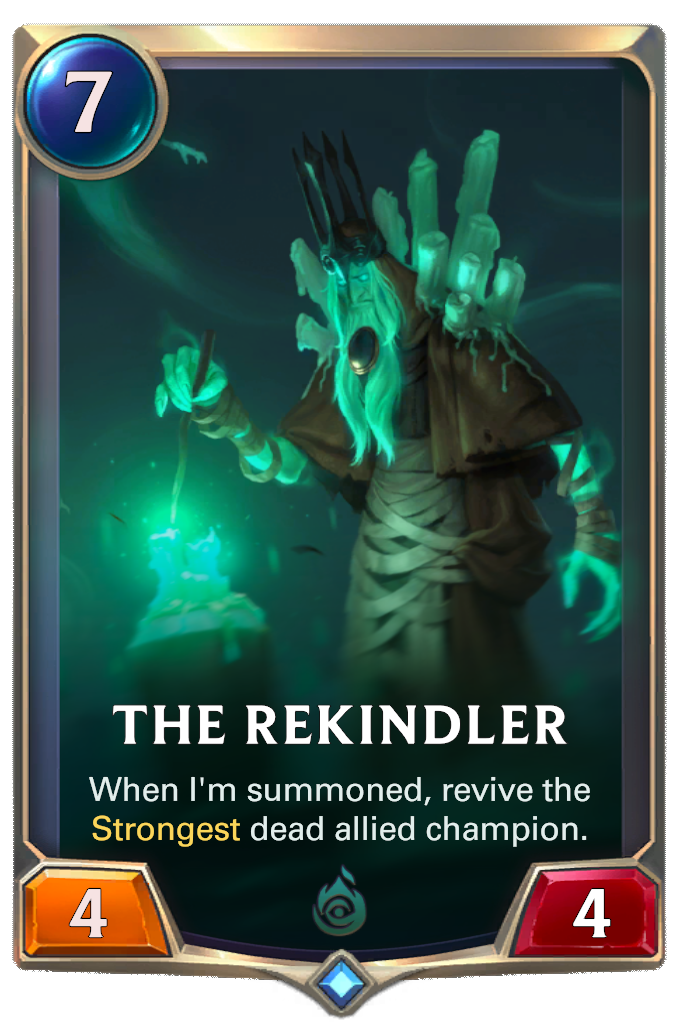 7
THE REKINDLER
When I'm summoned, revive the
Strongest dead allied champion.
4
4